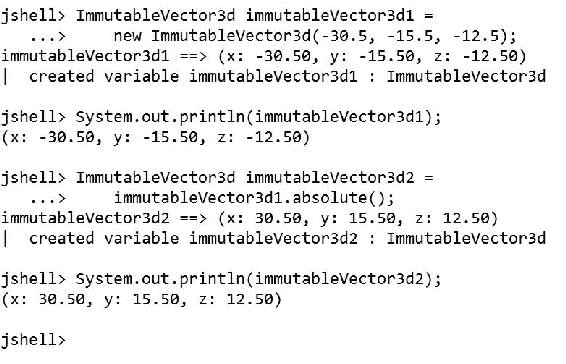 jshell> ImmutableVector3d immutableVector3d1 =
   ...>     new ImmutableVector3d(-30.5, -15.5, -12.5);
immutableVector3d1 ==> (x: -30.50, y: -15.50, z: -12.50)
|  created variable immutableVector3d1 : ImmutableVector3d
jshell> System.out.println(immutableVector3d1);
(x: -30.50, y: -15.50, z: -12.50)
jshell> ImmutableVector3d immutableVector3d2 =
   ...>     immutableVector3d1.absolute();
immutableVector3d2 ==> (x: 30.50, y: 15.50, z: 12.50)
|  created variable immutableVector3d2 : ImmutableVector3d
jshell> System.out.println(immutableVector3d2);
(x: 30.50, y: 15.50, z: 12.50)
jshell>